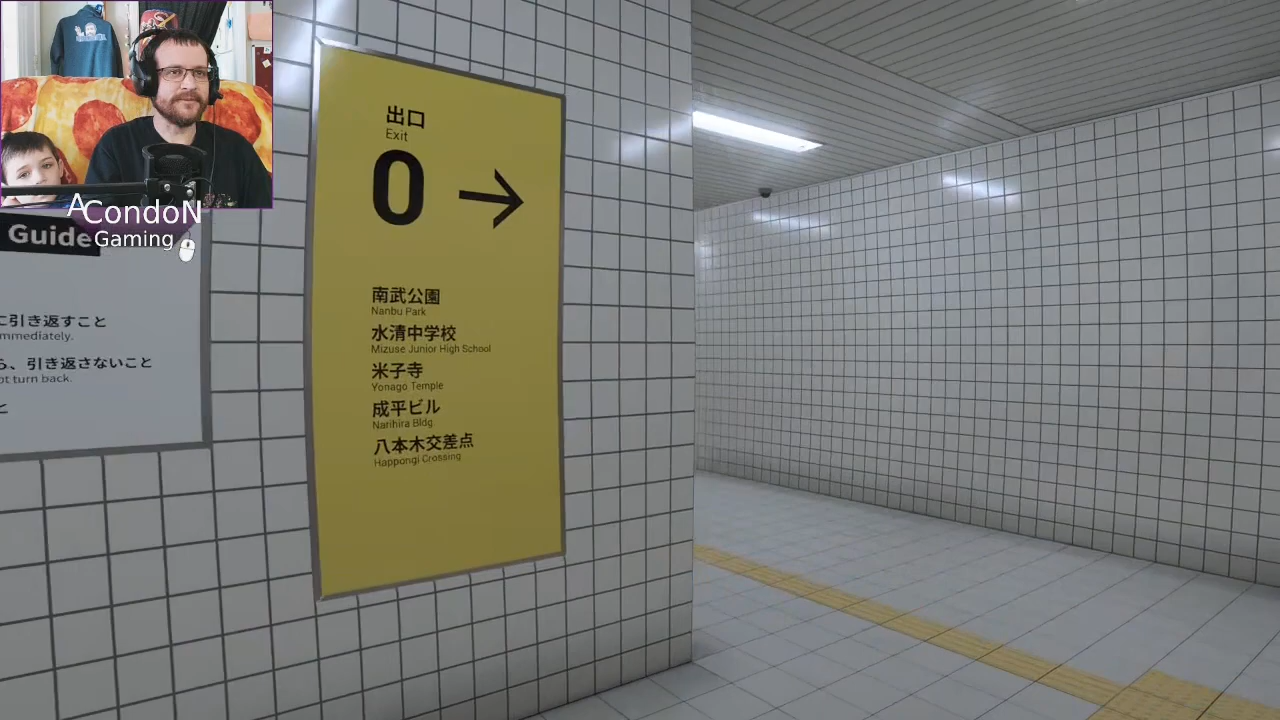 ACondoN
Gaming
Guide
に引き返すこと
mmediately.
ら、引き返さないこと
ot turn back.
と
出口
Exit
0 →
南武公園
Nanbu Park
水清中学校
Mizuse Junior High School
米子寺
Yonago Temple
成平ビル
Narihira Bldg.
八本木交差点
Happongi Crossing